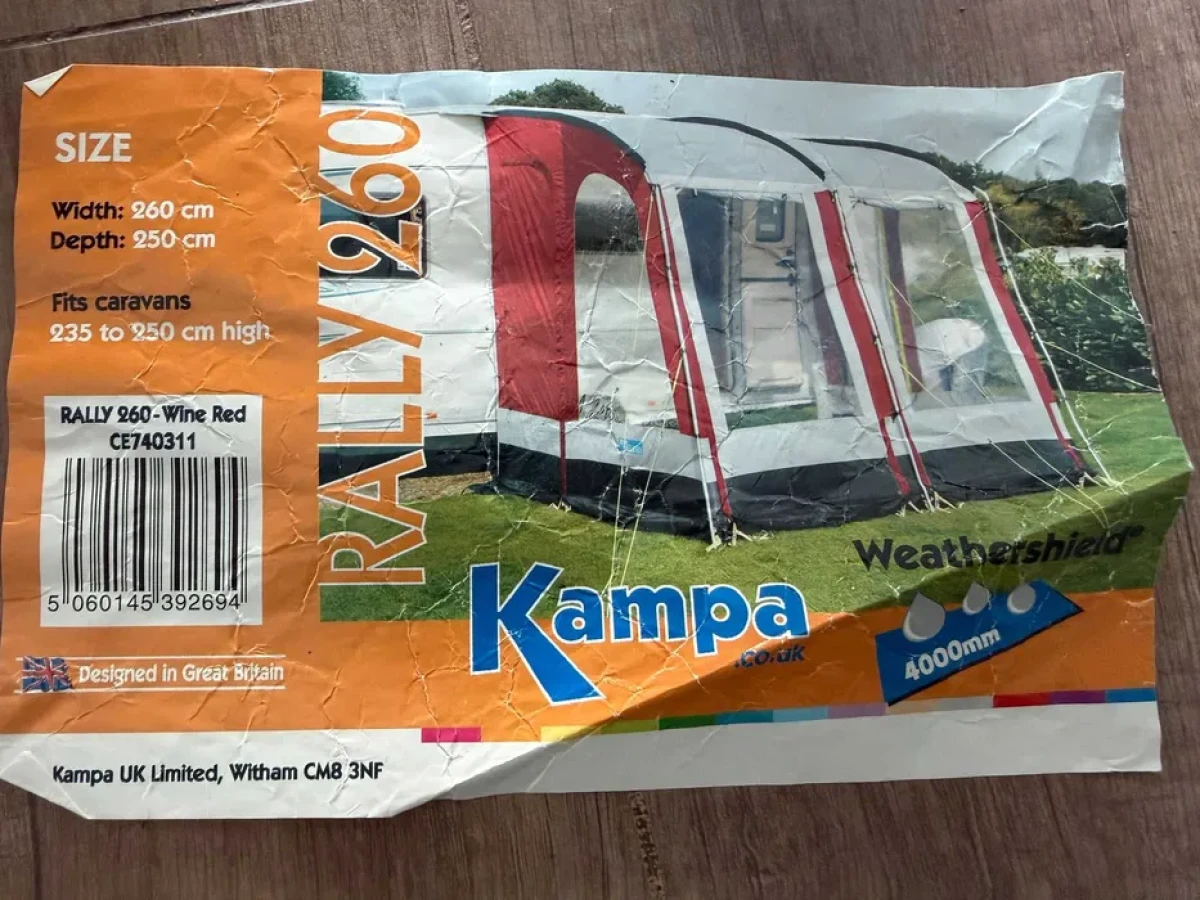 SIZE
Width: 260 cm
Depth: 250 cm
Fits caravans
235 to 250 cm high
RALLY 260-Wine Red
CE740311
5 060145 392694
Designed in Great Britain
Kampa UK Limited, Witham CM8 3NF
RALLY 260
Kampa
.co.uk
Weathershield®
4000mm